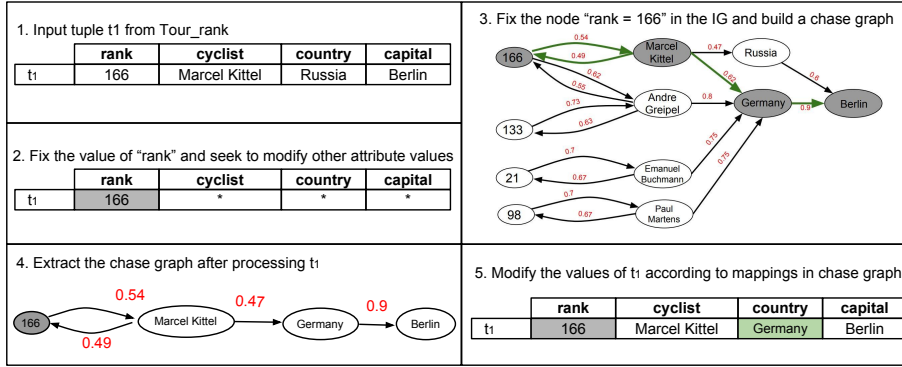 1. Input tuple t1 from Tour_rank
rank cyclist country capital
t1 166 Marcel Kittel Russia Berlin
2. Fix the value of “rank” and seek to modify other attribute values
rank cyclist country capital
t1 166 * * *
3. Fix the node “rank = 166” in the IG and build a chase graph
0.54
166
0.49
Marcel
Kittel
0.47
Russia
0.62
0.55
0.62
0.6
Andre
Greipel
0.8
Germany
0.9
Berlin
0.73
133
0.63
0.75
0.7
21
0.67
Emanuel
Buchmann
0.75
0.7
98
0.67
Paul
Martens
4. Extract the chase graph after processing t1
0.54
0.47
0.9
166
Marcel Kittel
Germany
Berlin
0.49
5. Modify the values of t1 according to mappings in chase graph
rank cyclist country capital
t1 166 Marcel Kittel Germany Berlin